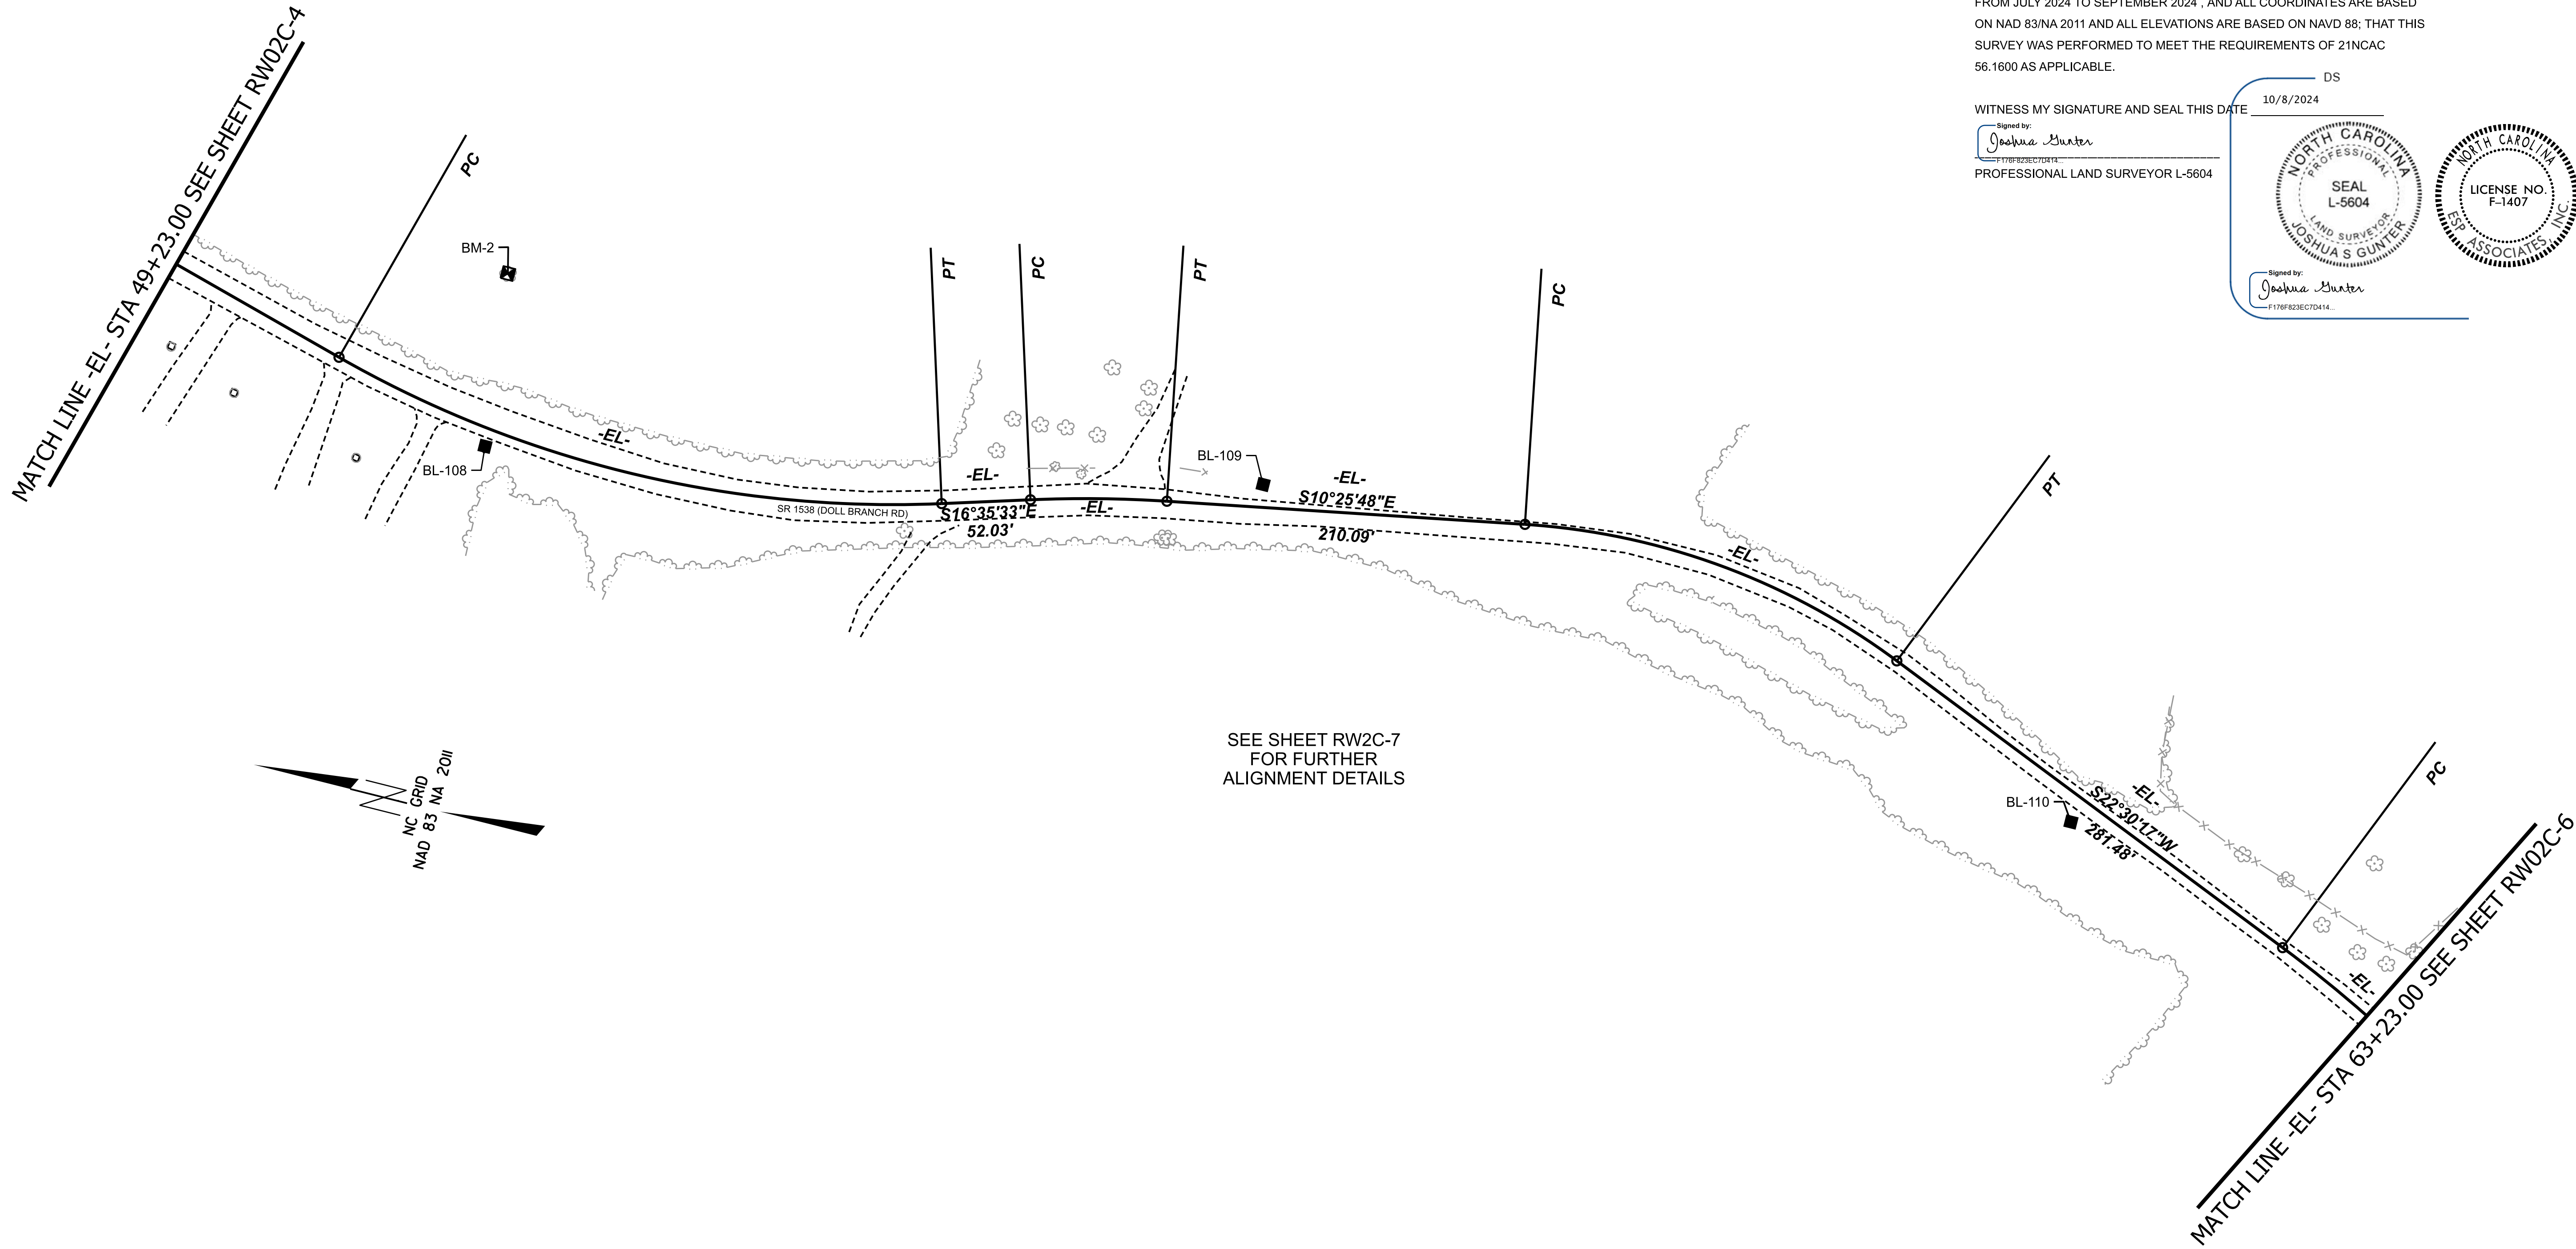 FROM JULY 2024 TO SEPTEMBER 2024 , AND ALL COORDINATES ARE BASED
ON NAD 83/NA 2011 AND ALL ELEVATIONS ARE BASED ON NAVD 88; THAT THIS
SURVEY WAS PERFORMED TO MEET THE REQUIREMENTS OF 21NCAC
56.1600 AS APPLICABLE.
DS
WITNESS MY SIGNATURE AND SEAL THIS DATE 10/8/2024
Signed by:
Joshua Gunter
F176F823EC7D414...
PROFESSIONAL LAND SURVEYOR L-5604
NORTH CAROLINA
PROFESSIONAL
SEAL
L-5604
LAND SURVEYOR
JOSHUA S GUNTER
NORTH CAROLINA
LICENSE NO.
F-1407
ESP ASSOCIATES, INC.
Signed by:
Joshua Gunter
F176F823EC7D414...
MATCH LINE -EL- STA 49+23.00 SEE SHEET RW02C-4
PC
BM-2
BL-108
-EL-
PT
PC
PT
PC
-EL-
SR 1538 (DOLL BRANCH RD)
S16°35'33"E
52.03'
-EL-
BL-109
-EL-
S10°25'48"E
210.09'
-EL-
PT
SEE SHEET RW2C-7
FOR FURTHER
ALIGNMENT DETAILS
NC GRID
NAD 83 NA 2011
BL-110
-EL-
S22°30'17"W
281.48'
PC
-EL-
MATCH LINE -EL- STA 63+23.00 SEE SHEET RW02C-6